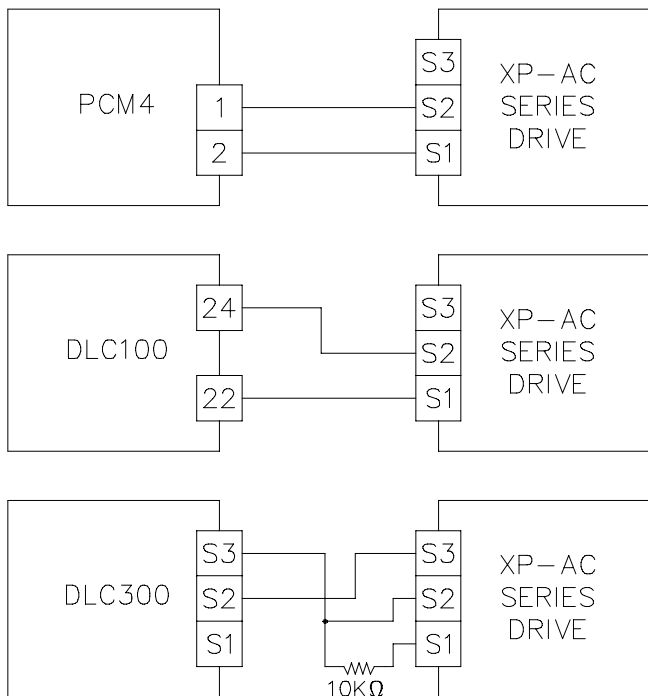 PCM4
1
2
S3
S2
S1
XP-AC
SERIES
DRIVE
DLC100
24
22
S3
S2
S1
XP-AC
SERIES
DRIVE
DLC300
S3
S2
S1
10KΩ
S3
S2
S1
XP-AC
SERIES
DRIVE